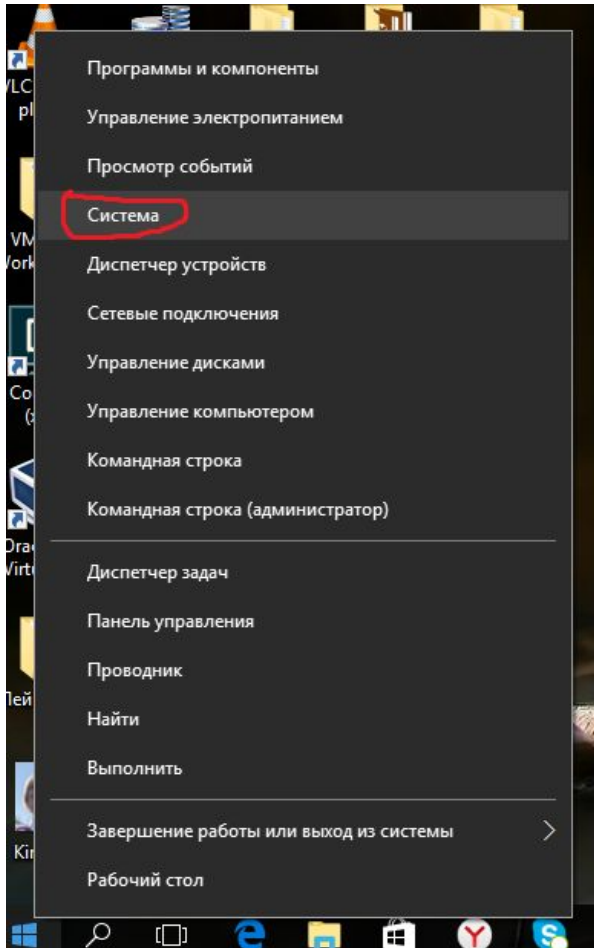 Программы и компоненты
Управление электропитанием
Просмотр событий
Система
Диспетчер устройств
Сетевые подключения
Управление дисками
Управление компьютером
Командная строка
Командная строка (администратор)
Диспетчер задач
Панель управления
Проводник
Найти
Выполнить
Завершение работы или выход из системы
Рабочий стол